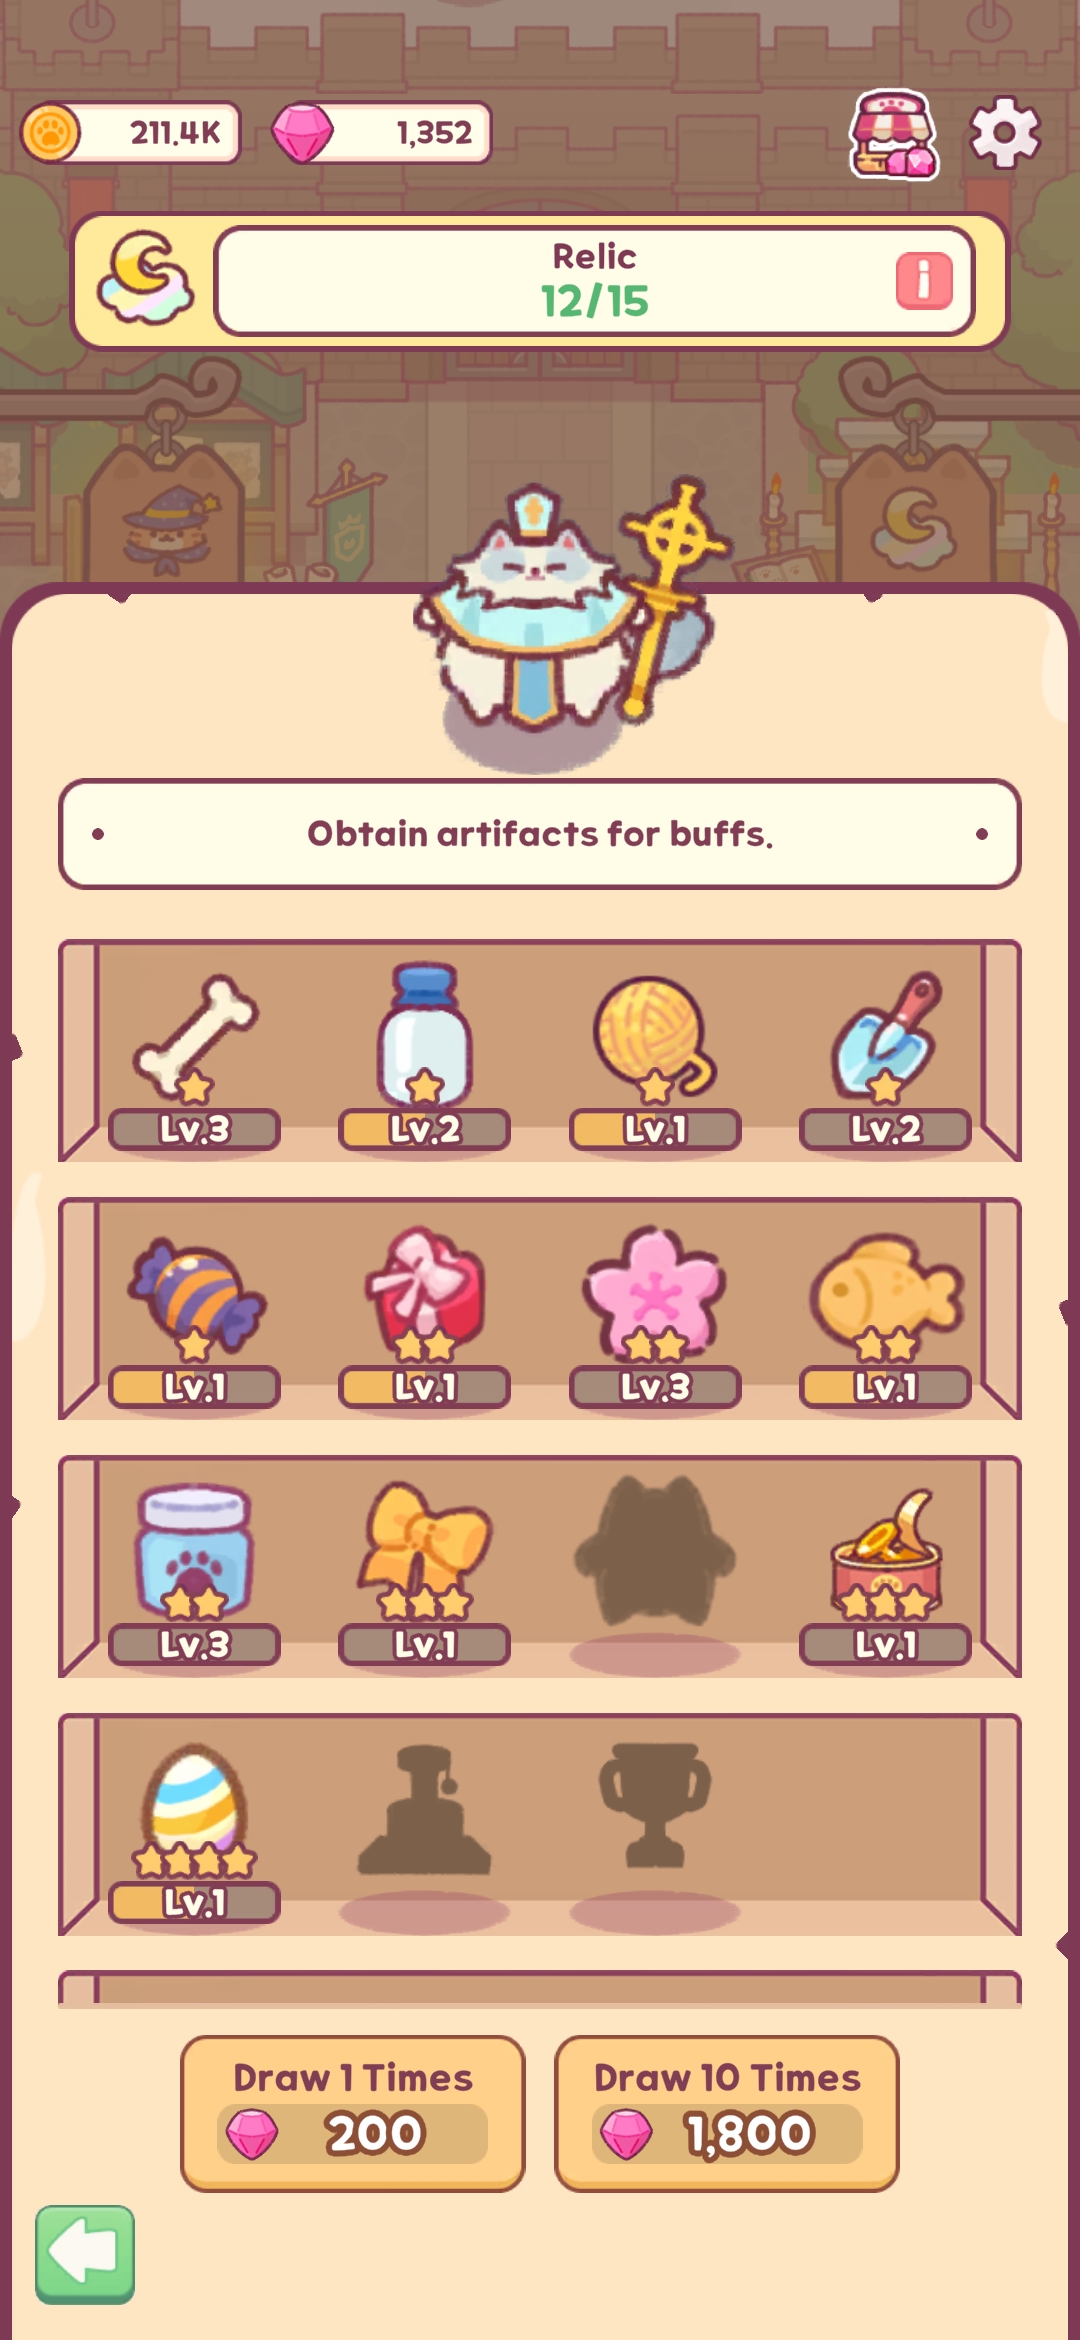 211.4K
1,352
Relic
12/15
i
Obtain artifacts for buffs.
Lv.3
Lv.2
Lv.1
Lv.2
Lv.1
Lv.1
Lv.3
Lv.1
Lv.3
Lv.1
Lv.1
Lv.1
Draw 1 Times
200
Draw 10 Times
1,800